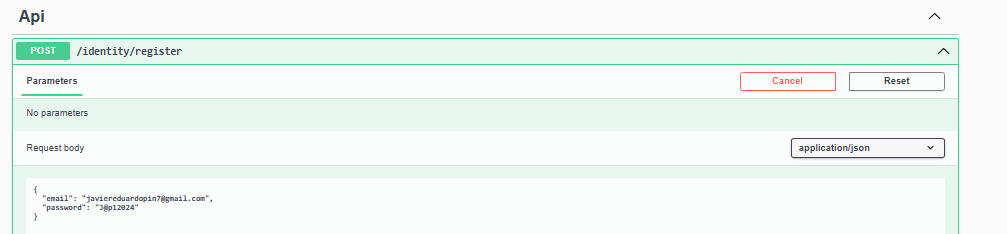 Api
POST /identity/register
Parameters
Cancel
Reset
No parameters
Request body
application/json
{
"email": "javiereduardopin7@gmail.com",
"password": "J@p12024"
}